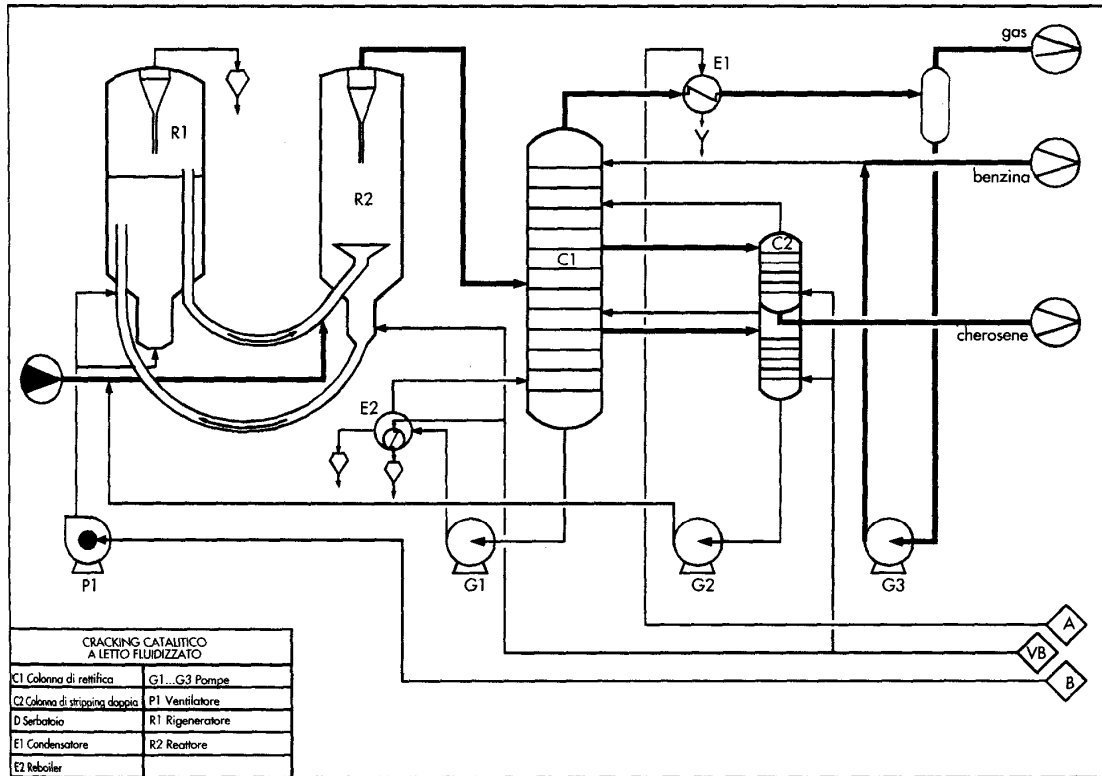 gas
E1
R1
benzina
R2
C2
C1
cherosene
E2
P1
G1
G2
G3
A
VB
B
CRACKING CATALITICO
A LETTO FLUIDIZZATO
C1 Colonna di rettifica
G1...G3 Pompe
C2 Colonna di stripping doppia
P1 Ventilatore
D Serbatoio
R1 Rigeneratore
E1 Condensatore
R2 Reattore
E2 Reboiler